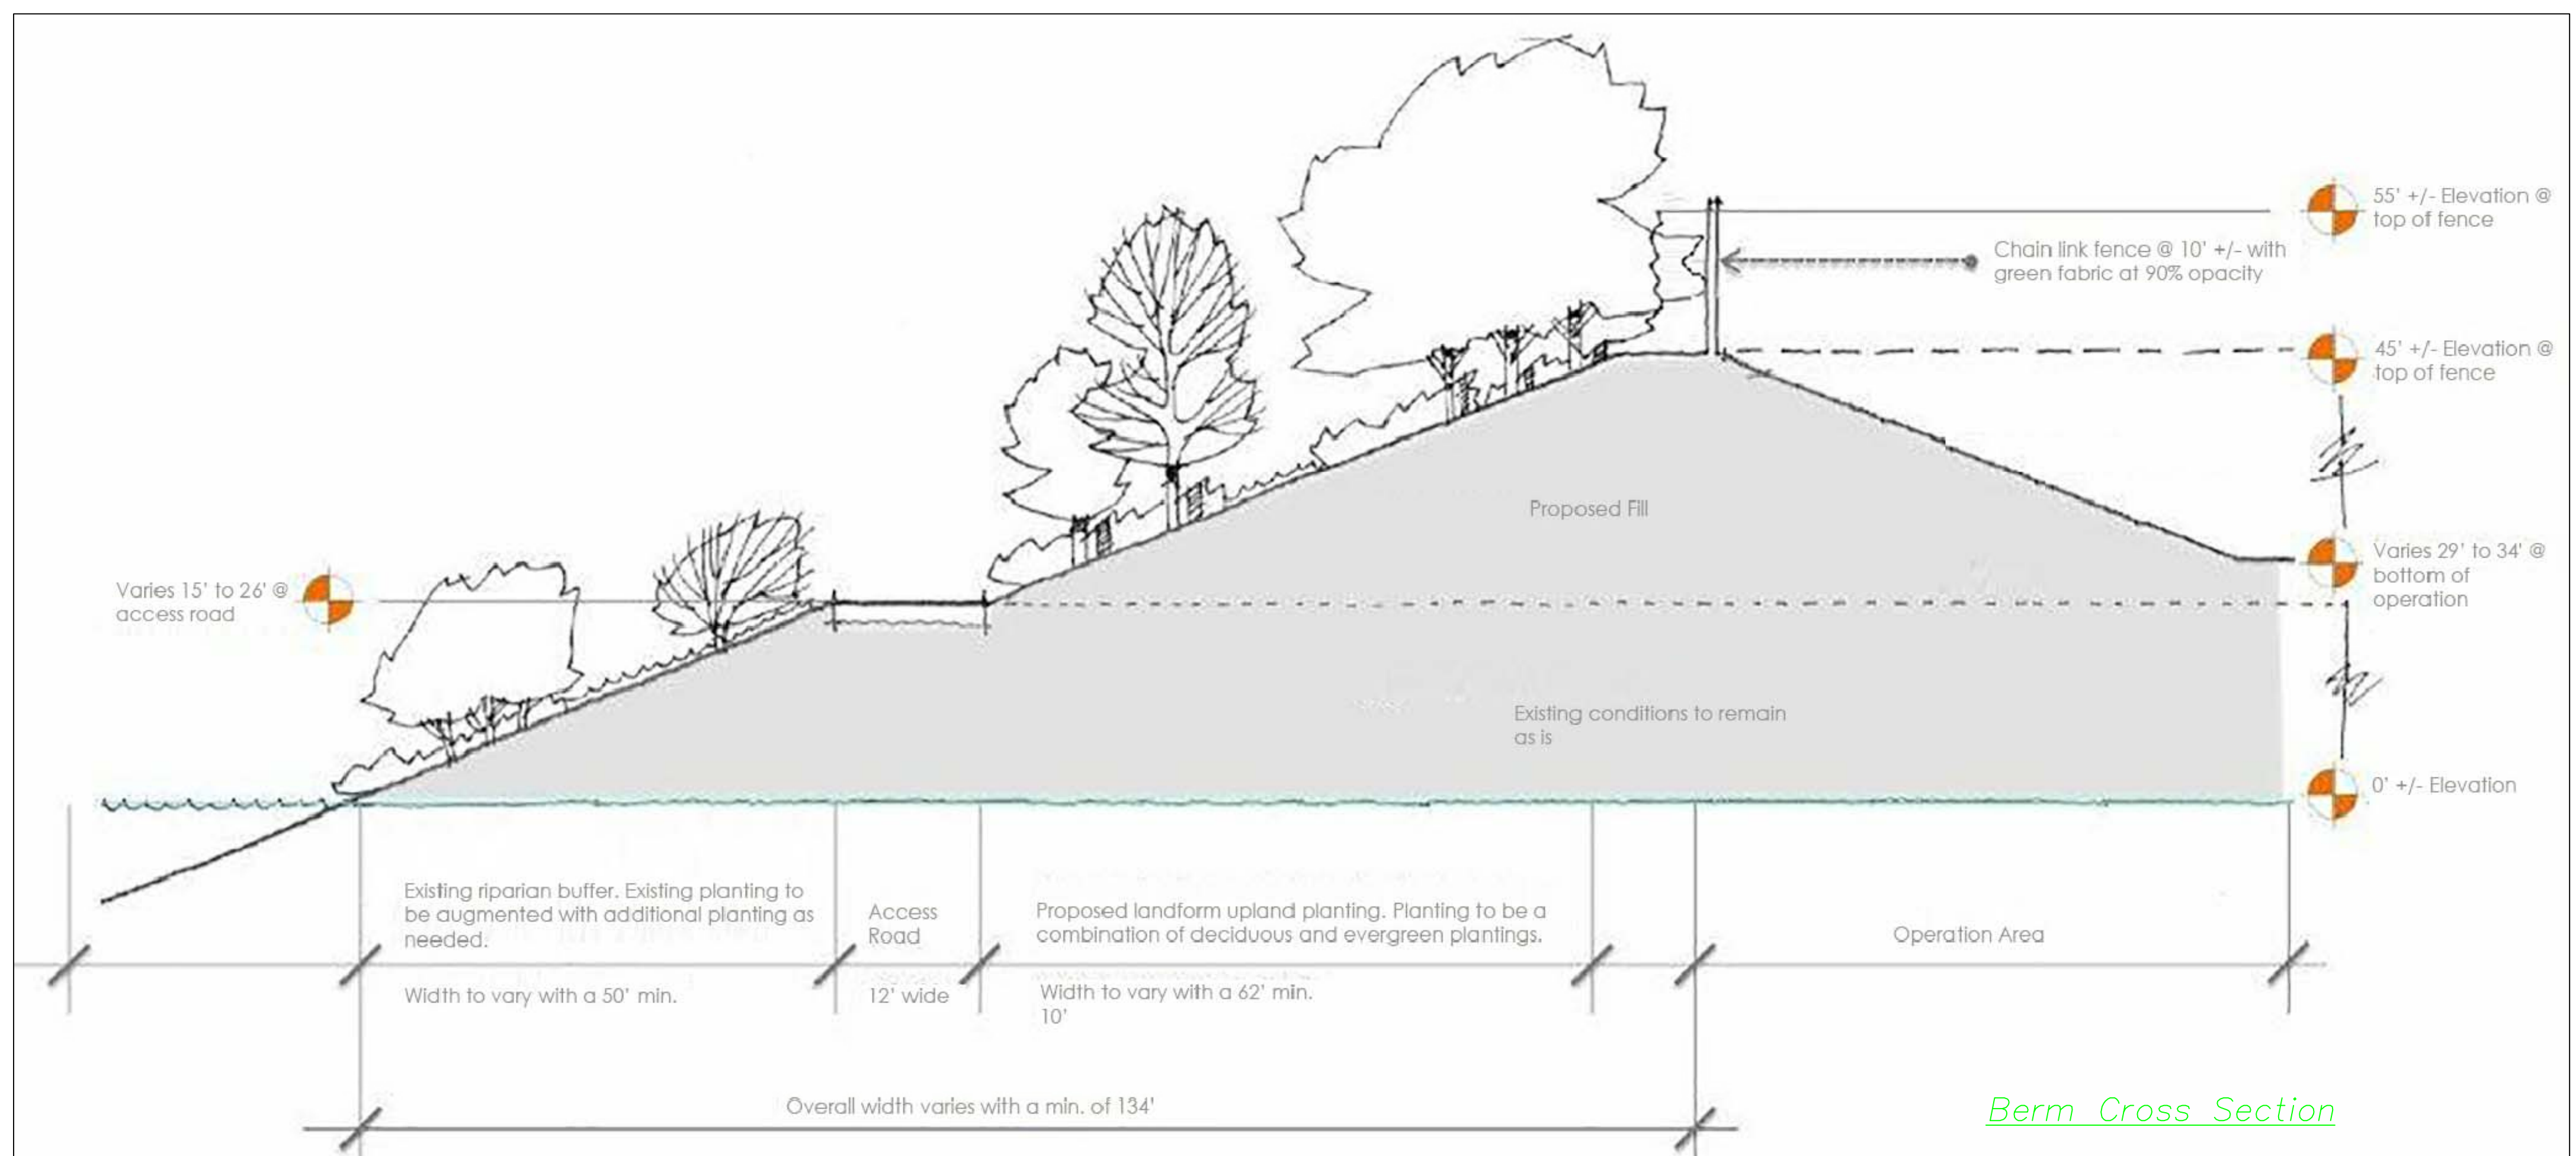 55' +/- Elevation @
top of fence
Chain link fence @ 10' +/- with
green fabric at 90% opacity
45' +/- Elevation @
top of fence
Proposed Fill
Varies 29' to 34' @
bottom of
operation
Varies 15' to 26' @
access road
Existing conditions to remain
as is
0' +/- Elevation
Existing riparian buffer. Existing planting to
be augmented with additional planting as
needed.
Width to vary with a 50' min.
Access
Road
12' wide
Proposed landform upland planting. Planting to be a
combination of deciduous and evergreen plantings.
Width to vary with a 62' min.
10'
Operation Area
Overall width varies with a min. of 134'
Berm Cross Section